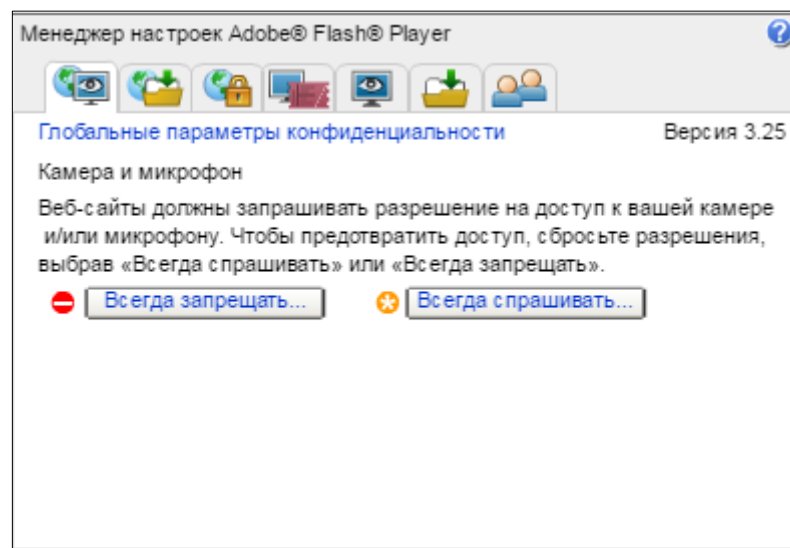 Менеджер настроек Adobe® Flash® Player
?
Глобальные параметры конфиденциальности Версия 3.25
Камера и микрофон
Веб-сайты должны запрашивать разрешение на доступ к вашей камере
и/или микрофону. Чтобы предотвратить доступ, сбросьте разрешения,
выбрав «Всегда спрашивать» или «Всегда запрещать».
Всегда запрещать... Всегда спрашивать...